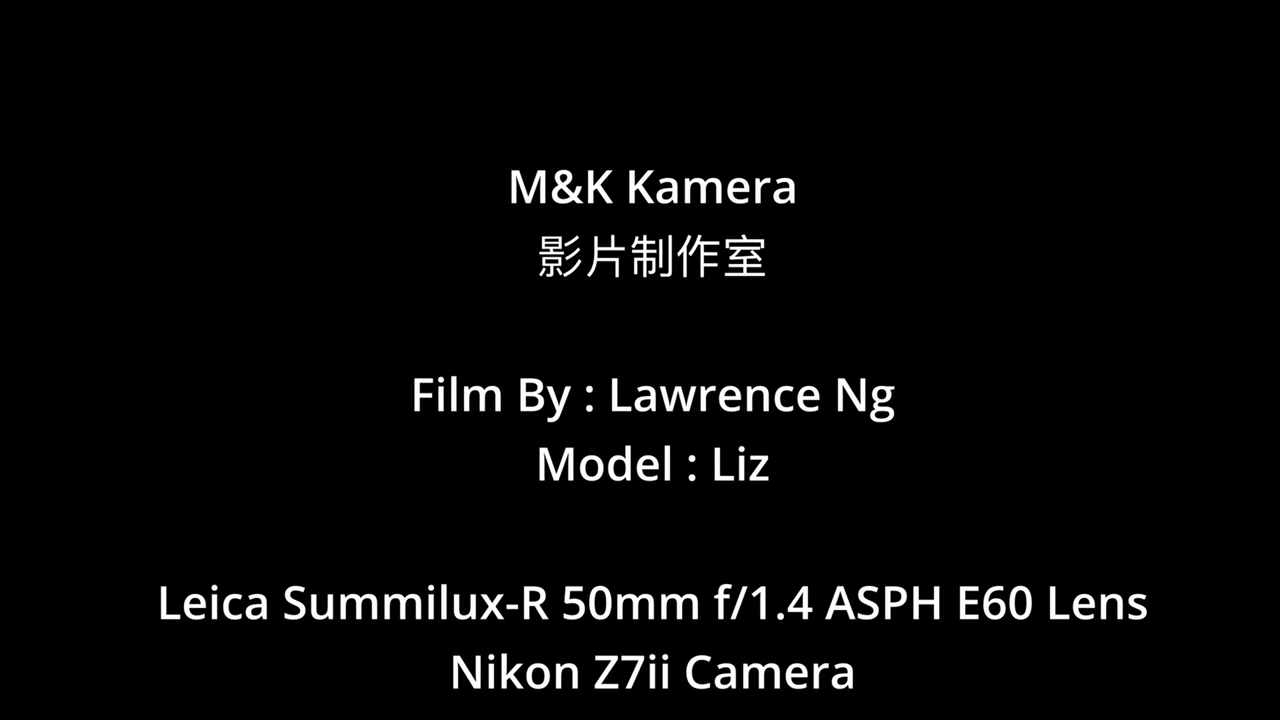 M&K Kamera
影片制作室
Film By : Lawrence Ng
Model : Liz
Leica Summilux-R 50mm f/1.4 ASPH E60 Lens
Nikon Z7ii Camera